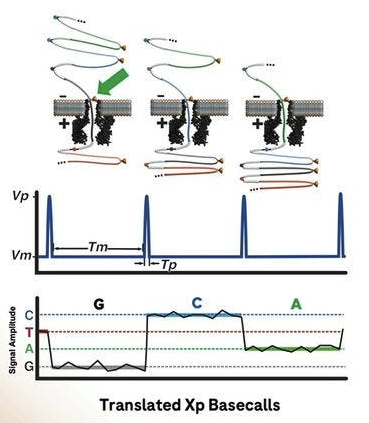 − − −
+ + +
Vp
Vm
Tm
Tp
Signal Amplitude
C
T
A
G
G C A
Translated Xp Basecalls